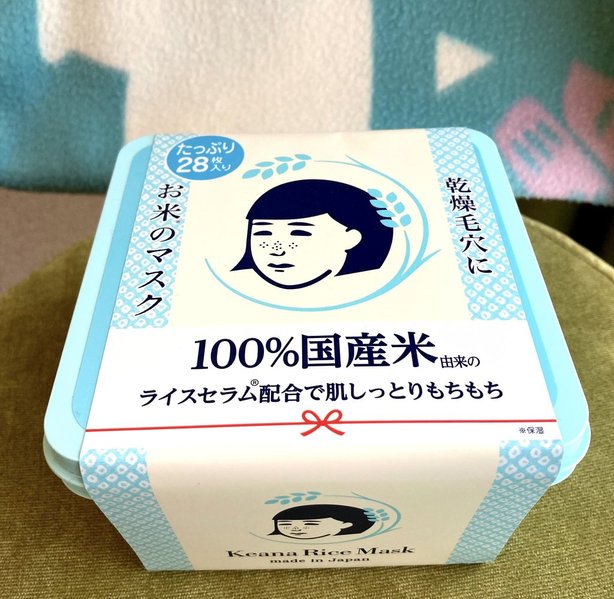 たっぷり
28枚入り
乾燥毛穴に
お米のマスク
100%国産米由来の
ライスセラム®配合で肌しっとりもちもち
※保湿
Keana Rice Mask
made in Japan